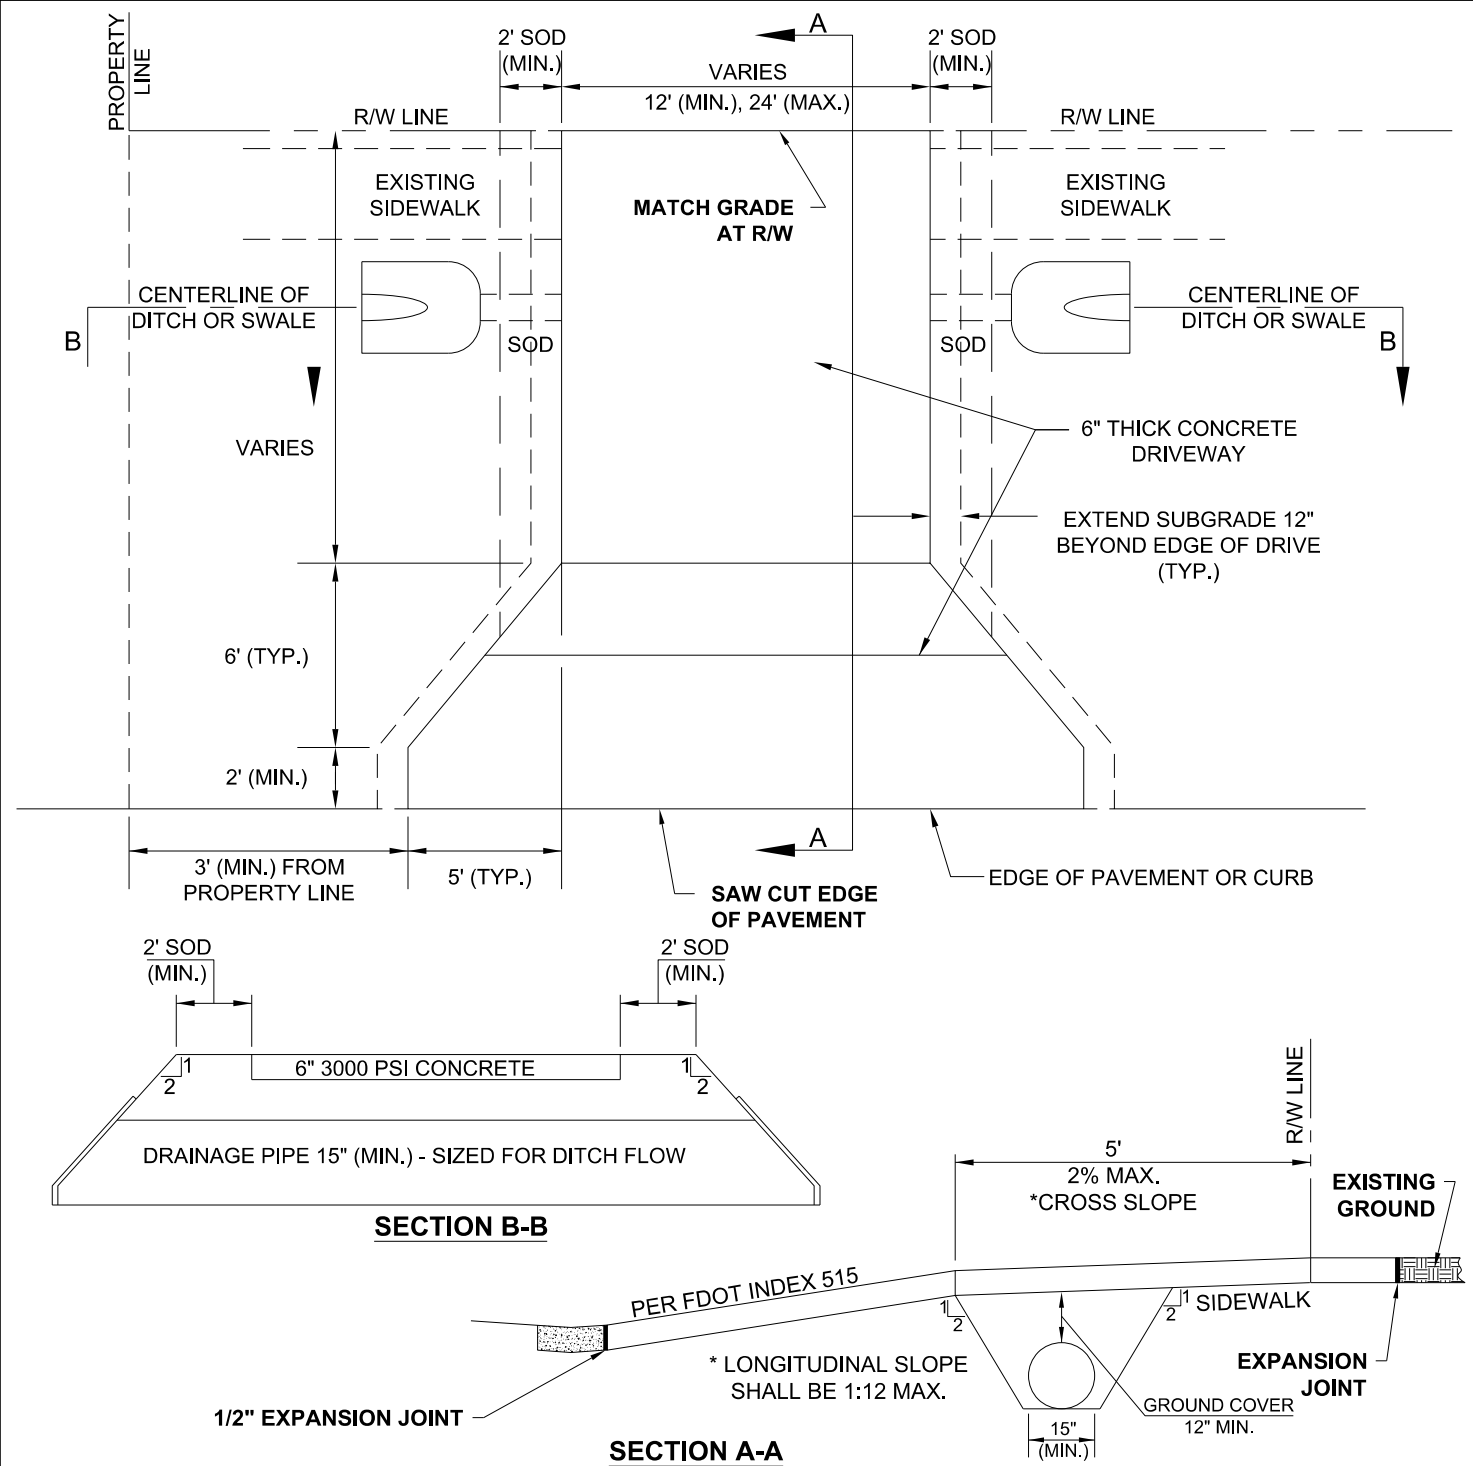 PROPERTY
LINE
2' SOD
(MIN.)
A
2' SOD
(MIN.)
VARIES
12' (MIN.), 24' (MAX.)
R/W LINE
R/W LINE
EXISTING
SIDEWALK
MATCH GRADE
AT R/W
EXISTING
SIDEWALK
CENTERLINE OF
DITCH OR SWALE
CENTERLINE OF
DITCH OR SWALE
B
SOD
SOD
B
VARIES
6" THICK CONCRETE
DRIVEWAY
EXTEND SUBGRADE 12"
BEYOND EDGE OF DRIVE
(TYP.)
6' (TYP.)
2' (MIN.)
A
3' (MIN.) FROM
PROPERTY LINE
5' (TYP.)
SAW CUT EDGE
OF PAVEMENT
EDGE OF PAVEMENT OR CURB
2' SOD
(MIN.)
2' SOD
(MIN.)
1
2
6" 3000 PSI CONCRETE
1
2
DRAINAGE PIPE 15" (MIN.) - SIZED FOR DITCH FLOW
SECTION B-B
R/W LINE
5'
2% MAX.
*CROSS SLOPE
EXISTING
GROUND
PER FDOT INDEX 515
1
2
1
2
SIDEWALK
* LONGITUDINAL SLOPE
SHALL BE 1:12 MAX.
EXPANSION
JOINT
GROUND COVER
12" MIN.
1/2" EXPANSION JOINT
15"
(MIN.)
SECTION A-A